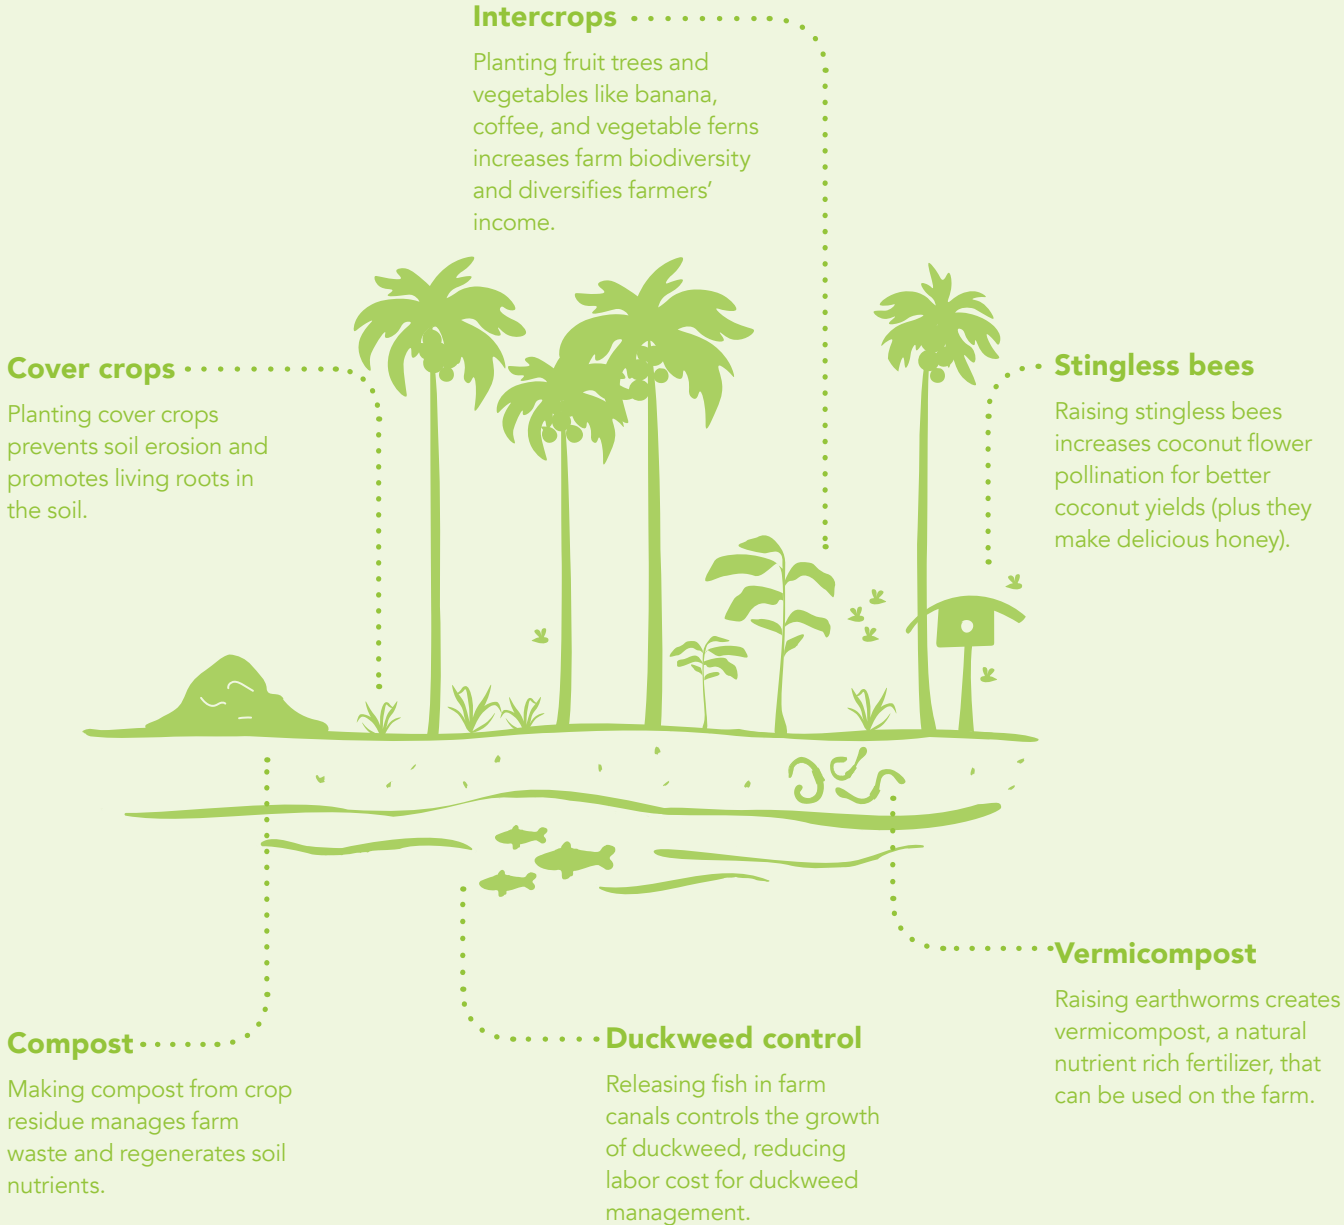 Intercrops
Planting fruit trees and
vegetables like banana,
coffee, and vegetable ferns
increases farm biodiversity
and diversifies farmers’
income.
Cover crops
Planting cover crops
prevents soil erosion and
promotes living roots in
the soil.
Stingless bees
Raising stingless bees
increases coconut flower
pollination for better
coconut yields (plus they
make delicious honey).
Vermicompost
Raising earthworms creates
vermicompost, a natural
nutrient rich fertilizer, that
can be used on the farm.
Compost
Making compost from crop
residue manages farm
waste and regenerates soil
nutrients.
Duckweed control
Releasing fish in farm
canals controls the growth
of duckweed, reducing
labor cost for duckweed
management.